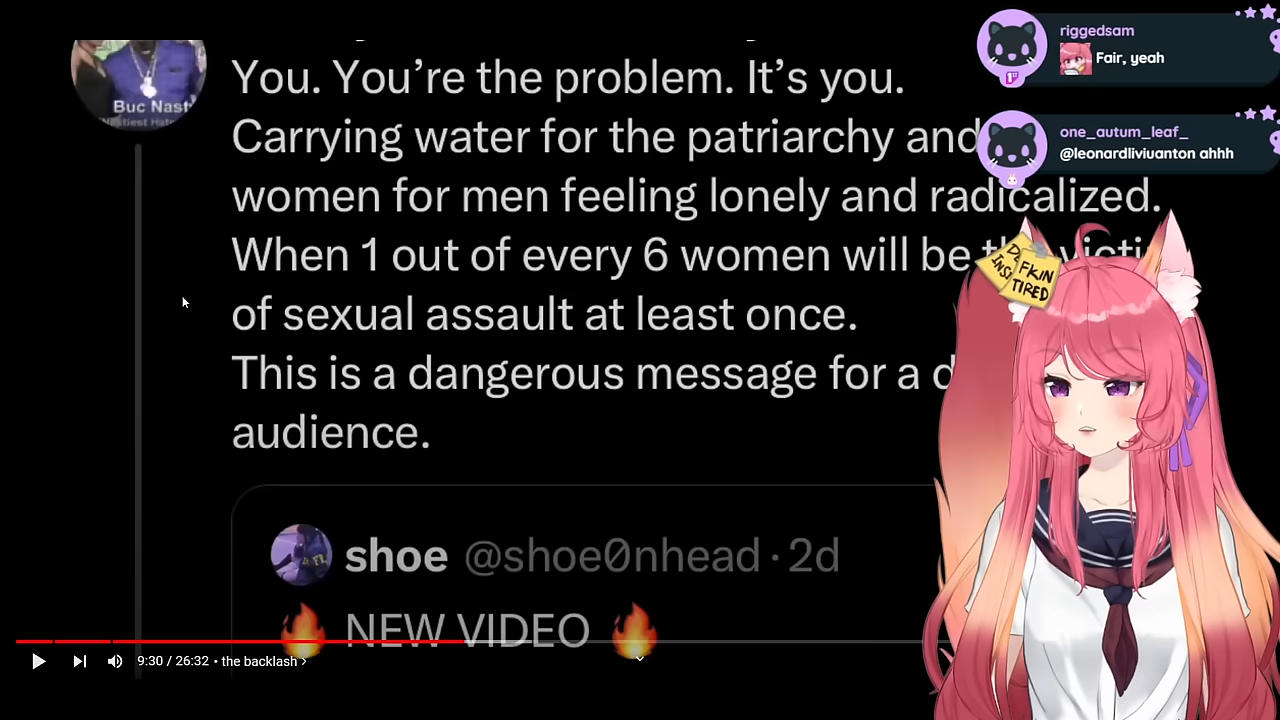 Buc Nast
You. You're the problem. It's you.
Carrying water for the patriarchy and
women for men feeling lonely and radicalized.
When 1 out of every 6 women will be
of sexual assault at least once.
This is a dangerous message for a
audience.
shoe @shoe0nhead · 2d
🔥 NEW VIDEO 🔥
9:30 / 26:32 • the backlash ›
riggedsam
Fair, yeah
one_autum_leaf_
@leonardliviuanton ahhh
FKIN
TIRED